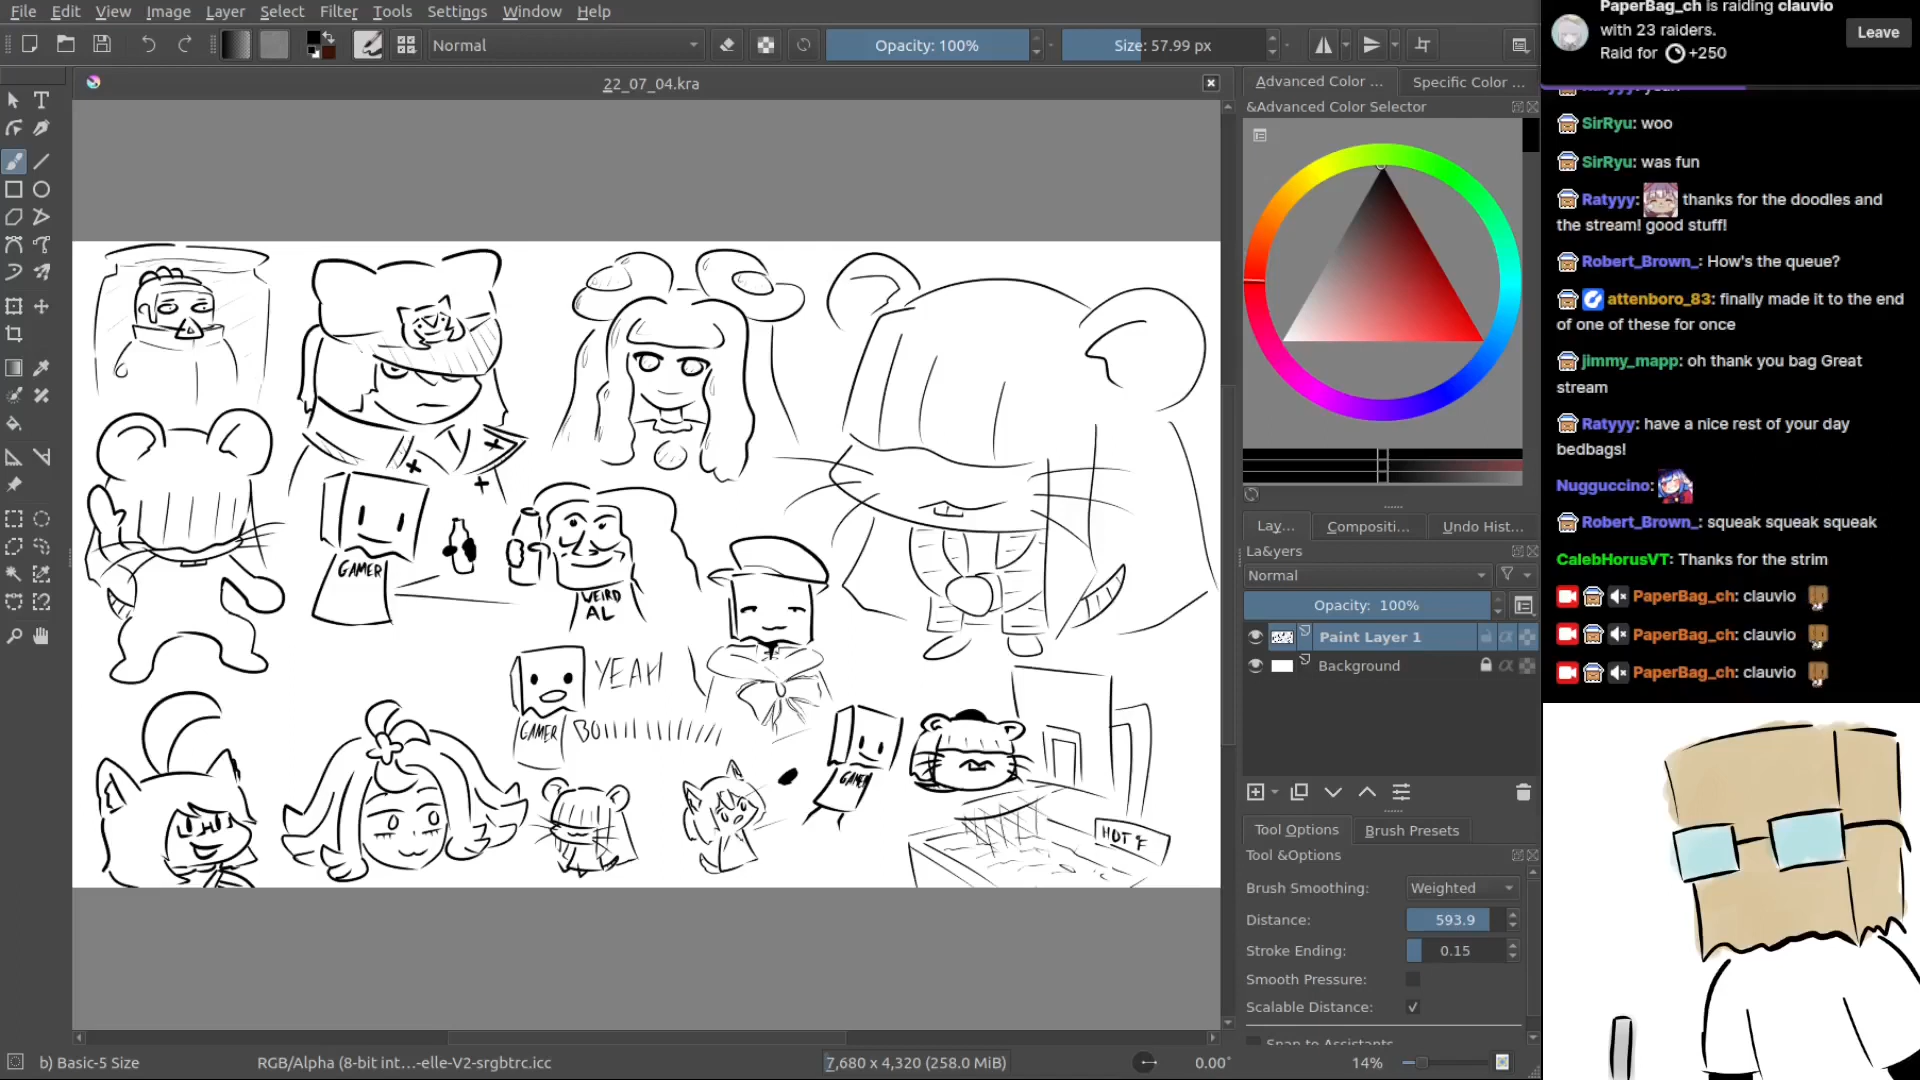 File Edit View Image Layer Select Filter Tools Settings Window Help
Normal
Opacity: 100%
Size: 57.99 px
22_07_04.kra
Advanced Color ...
Specific Color ...
&Advanced Color Selector
GAMER
WEIRD
AL
YEAH
GAMER
BOIIIIIIIIIIII
GAMER
HOT F
Lay...
Compositi...
Undo Hist...
La&yers
Normal
Opacity: 100%
Paint Layer 1
Background
Tool Options
Brush Presets
Tool &Options
Brush Smoothing: Weighted
Distance: 593.9
Stroke Ending: 0.15
Smooth Pressure:
Scalable Distance:
Snap to Assistants
b) Basic-5 Size
RGB/Alpha (8-bit int...-elle-V2-srgbtrc.icc
7,680 x 4,320 (258.0 MiB)
0.00°
14%
PaperBag_ch is raiding clauvio
with 23 raiders.
Raid for +250
Leave
Ratyyy: yeah
SirRyu: woo
SirRyu: was fun
Ratyyy: thanks for the doodles and
the stream! good stuff!
Robert_Brown_: How's the queue?
attenboro_83: finally made it to the end
of one of these for once
jimmy_mapp: oh thank you bag Great
stream
Ratyyy: have a nice rest of your day
bedbags!
Nugguccino:
Robert_Brown_: squeak squeak squeak
CalebHorusVT: Thanks for the strim
PaperBag_ch: clauvio
PaperBag_ch: clauvio
PaperBag_ch: clauvio